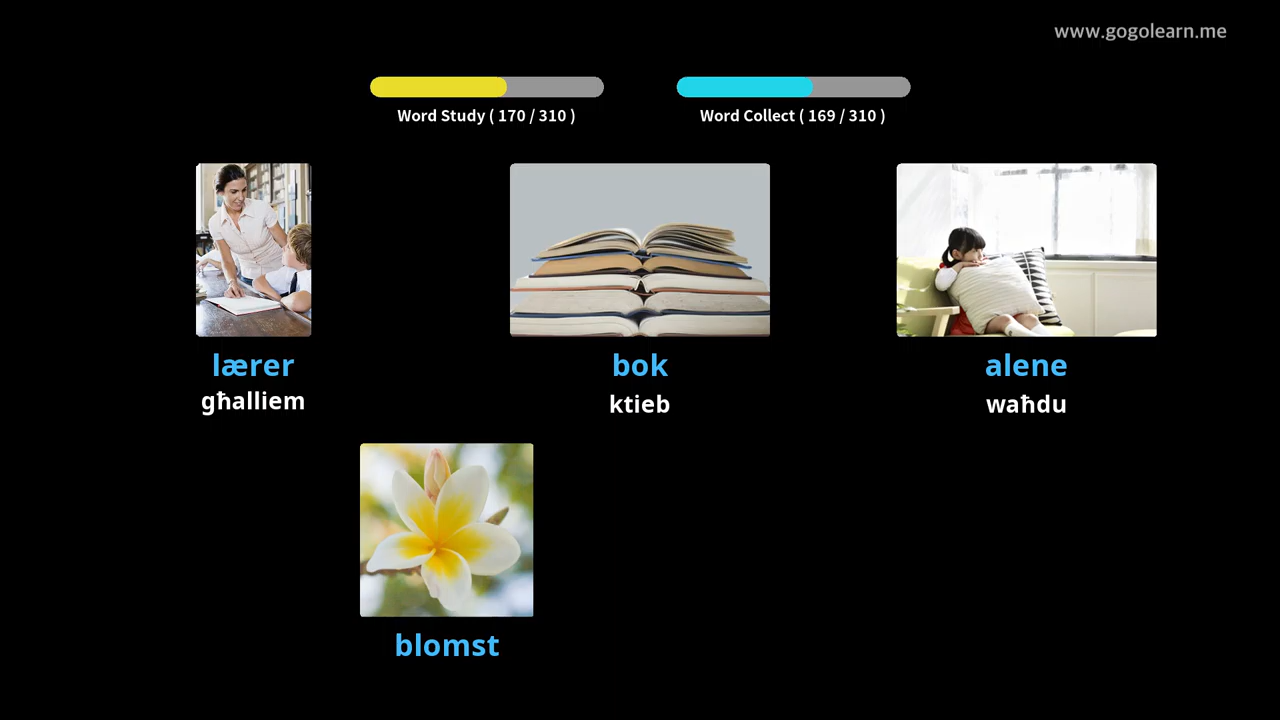 www.gogolearn.me
Word Study ( 170 / 310 )
Word Collect ( 169 / 310 )
lærer
għalliem
bok
ktieb
alene
waħdu
blomst